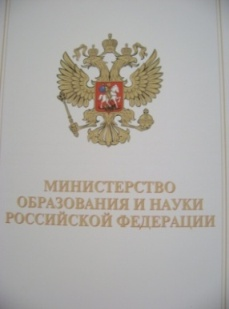 МИНИСТЕРСТВО
ОБРАЗОВАНИЯ И НАУКИ
РОССИЙСКОЙ ФЕДЕРАЦИИ